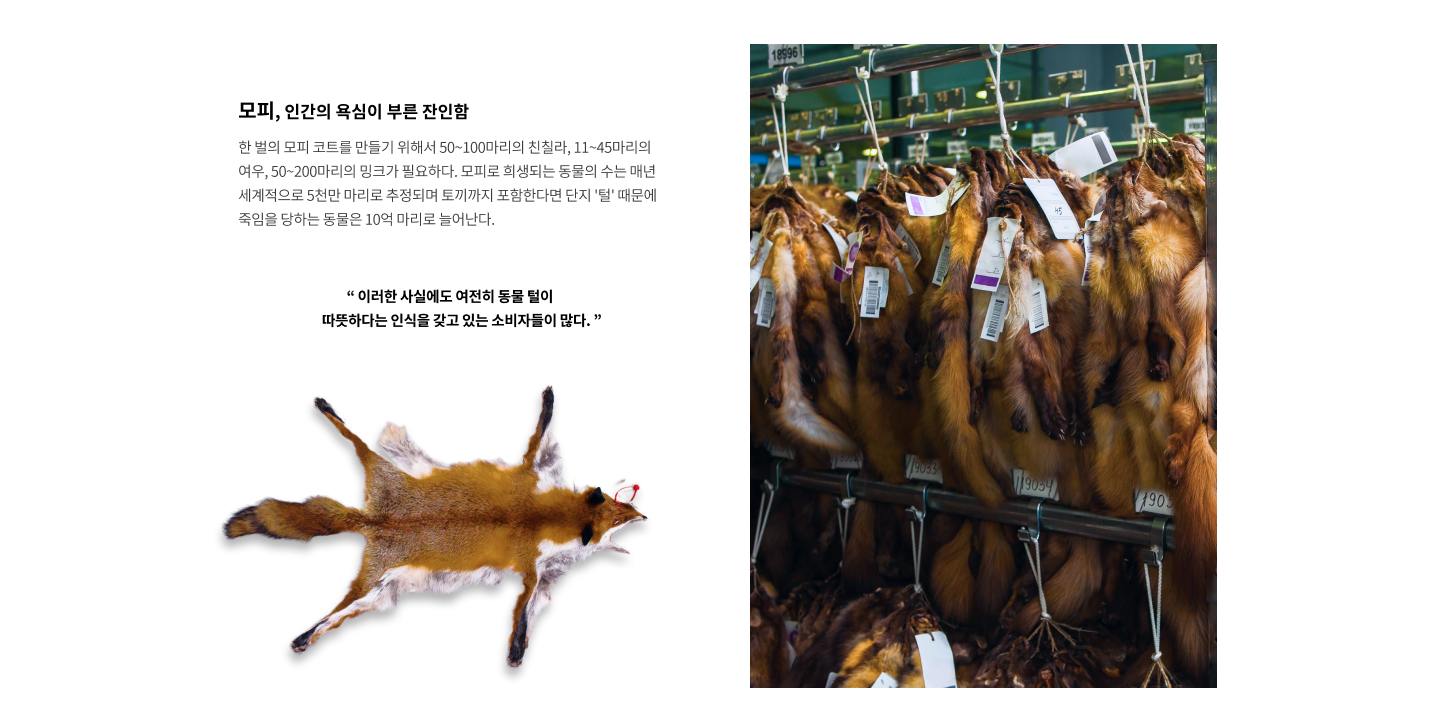 모피, 인간의 욕심이 부른 잔인함
한 벌의 모피 코트를 만들기 위해서 50~100마리의 친칠라, 11~45마리의
여우, 50~200마리의 밍크가 필요하다. 모피로 희생되는 동물의 수는 매년
세계적으로 5천만 마리로 추정되며 토끼까지 포함한다면 단지 '털' 때문에
죽임을 당하는 동물은 10억 마리로 늘어난다.
“ 이러한 사실에도 여전히 동물 털이
따뜻하다는 인식을 갖고 있는 소비자들이 많다. ”
18996
45
19033
19034